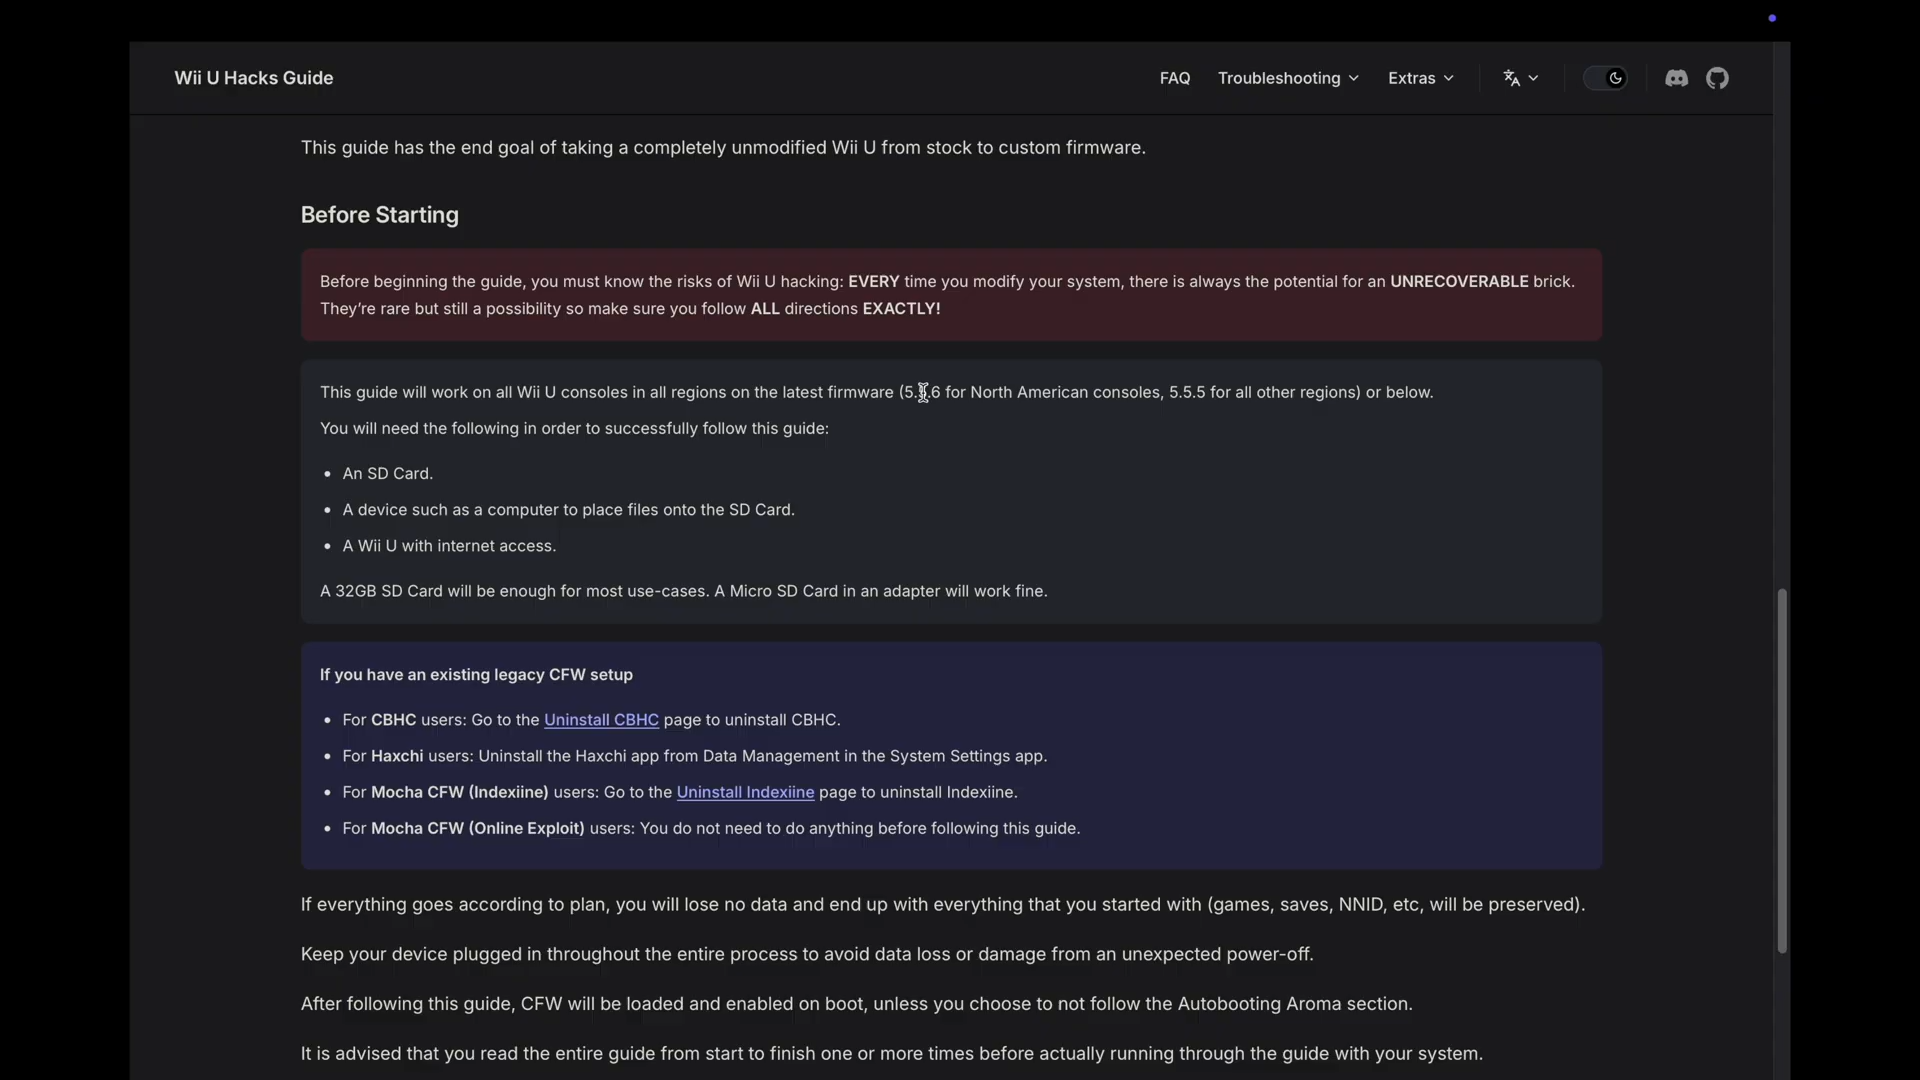 Wii U Hacks Guide
FAQ Troubleshooting Extras
This guide has the end goal of taking a completely unmodified Wii U from stock to custom firmware.
Before Starting
Before beginning the guide, you must know the risks of Wii U hacking: EVERY time you modify your system, there is always the potential for an UNRECOVERABLE brick.
They're rare but still a possibility so make sure you follow ALL directions EXACTLY!
This guide will work on all Wii U consoles in all regions on the latest firmware (5.5.6 for North American consoles, 5.5.5 for all other regions) or below.
You will need the following in order to successfully follow this guide:
• An SD Card.
• A device such as a computer to place files onto the SD Card.
• A Wii U with internet access.
A 32GB SD Card will be enough for most use-cases. A Micro SD Card in an adapter will work fine.
If you have an existing legacy CFW setup
• For CBHC users: Go to the Uninstall CBHC page to uninstall CBHC.
• For Haxchi users: Uninstall the Haxchi app from Data Management in the System Settings app.
• For Mocha CFW (Indexiine) users: Go to the Uninstall Indexiine page to uninstall Indexiine.
• For Mocha CFW (Online Exploit) users: You do not need to do anything before following this guide.
If everything goes according to plan, you will lose no data and end up with everything that you started with (games, saves, NNID, etc, will be preserved).
Keep your device plugged in throughout the entire process to avoid data loss or damage from an unexpected power-off.
After following this guide, CFW will be loaded and enabled on boot, unless you choose to not follow the Autobooting Aroma section.
It is advised that you read the entire guide from start to finish one or more times before actually running through the guide with your system.